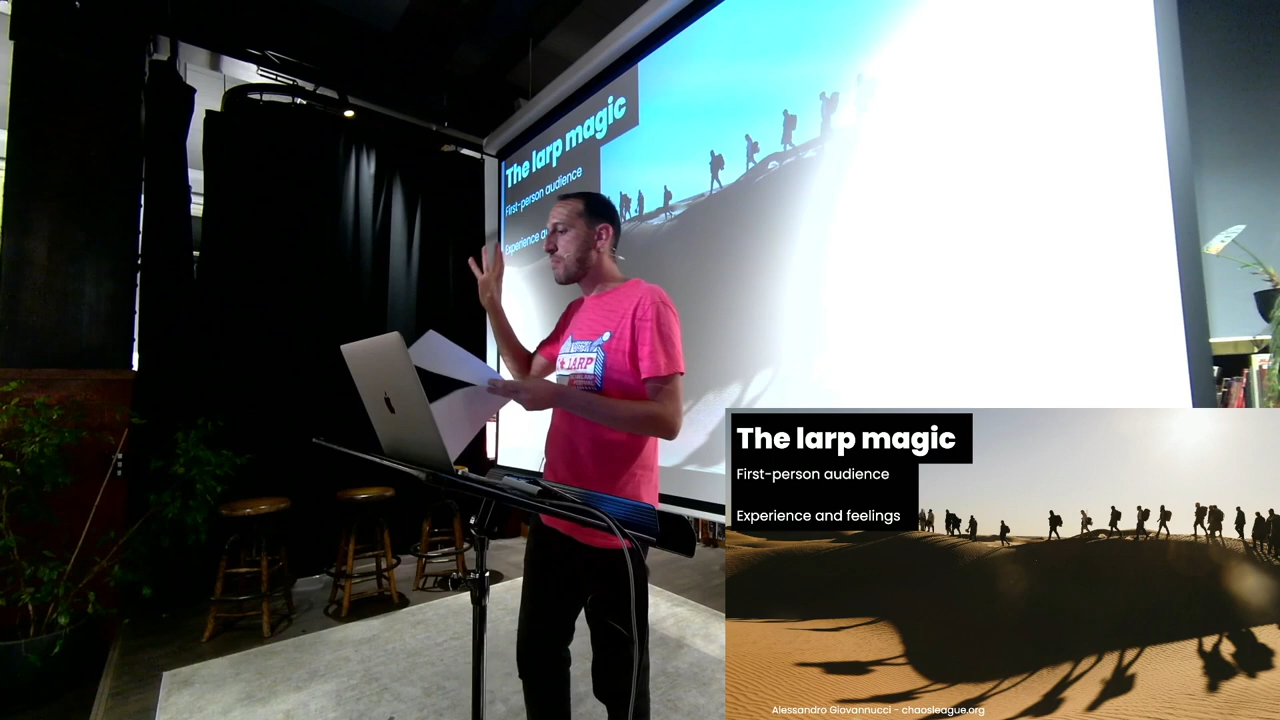 The larp magic
First-person audience
Experience a
LARP
The larp magic
First-person audience
Experience and feelings
Alessandro Giovannucci - chaosleague.org